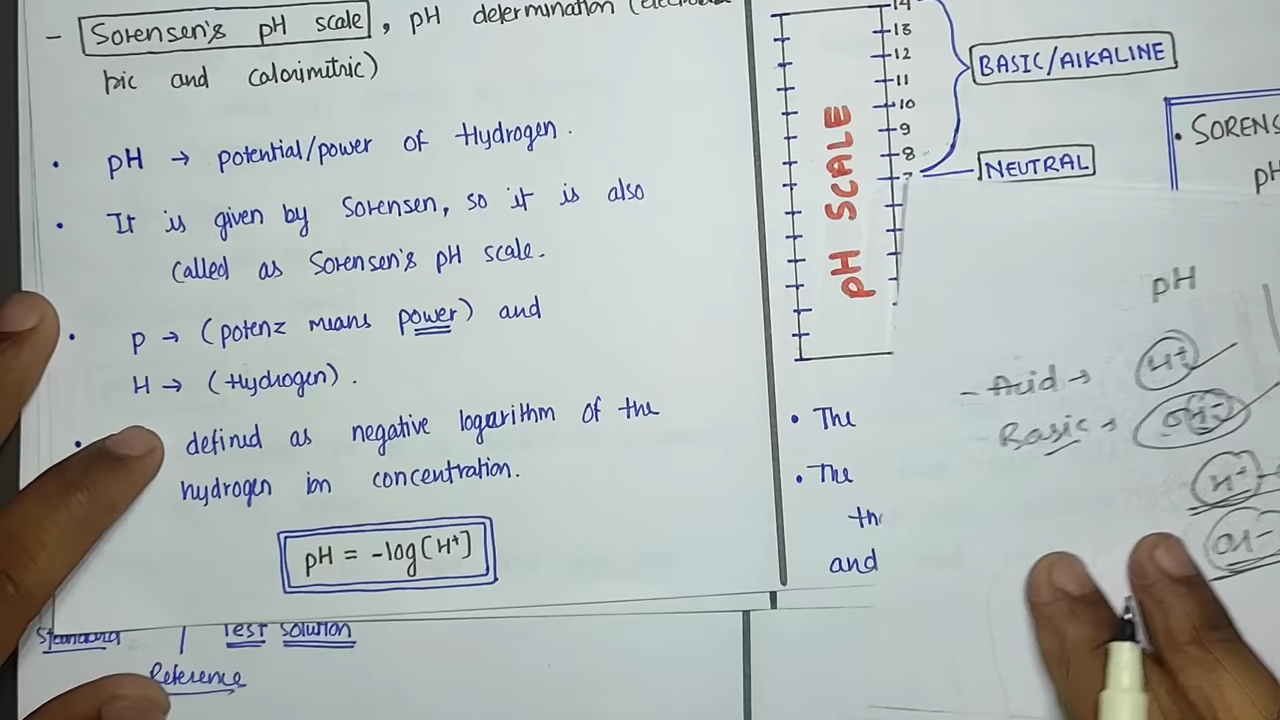 - Sorensen's pH scale, pH determination
tric and calorimetric)
• pH → potential/power of Hydrogen.
• It is given by Sorensen, so it is also
called as Sorensen's pH scale.
• P → (potenz means power) and
H → (Hydrogen).
• defined as negative logarithm of the
hydrogen ion concentration.
pH = -log[H+]
Standard | Test solution
Reference
14
13
12
11
10
9
8
7
pH SCALE
BASIC/AlKALINE
NEUTRAL
• The
• The
the
and
• SORENS
pH
pH
- Acid → H+
Basic → OH-
H+
OH-